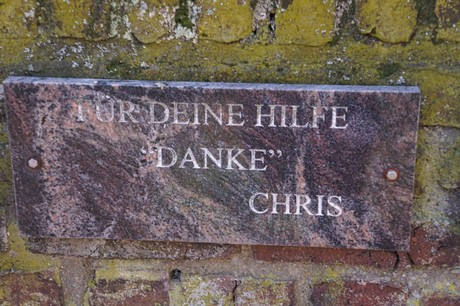 FÜR DEINE HILFE
“DANKE”
CHRIS